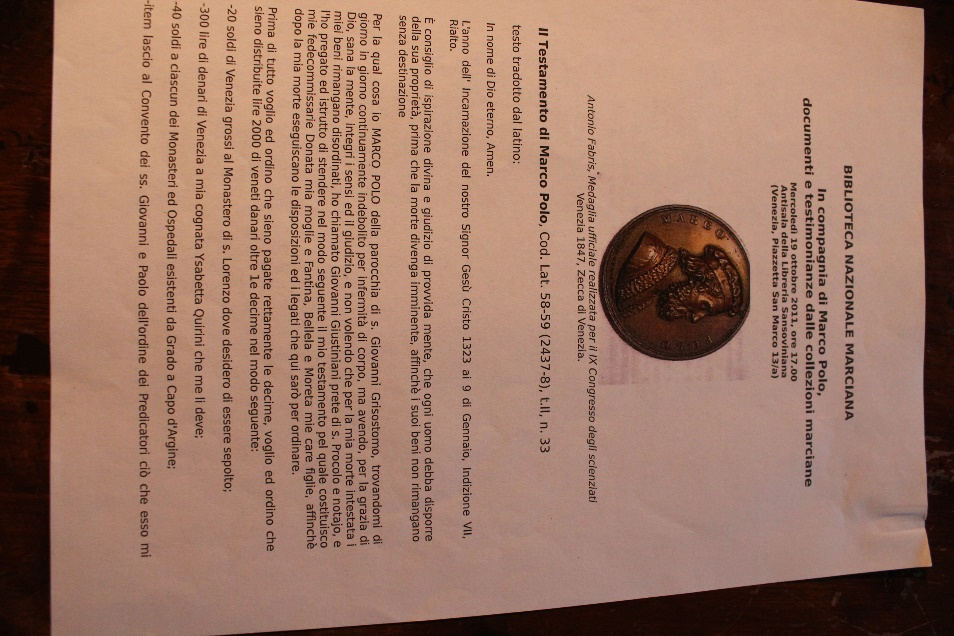 BIBLIOTECA NAZIONALE MARCIANA
In compagnia di Marco Polo,
documenti e testimonianze dalle collezioni marciane
Mercoledì 19 ottobre 2011, ore 17.00
Antisala della Libreria Sansoviniana
(Venezia, Piazzetta San Marco 13/a)
MARCO POLO
Antonio Fabris, Medaglia ufficiale realizzata per il IX Congresso degli scienziati
Venezia 1847, Zecca di Venezia.
Il Testamento di Marco Polo, Cod. Lat. 58-59 (2437-8), t.II, n. 33
testo tradotto dal latino:
In nome di Dio eterno, Amen.
L'anno dell' Incarnazione del nostro Signor Gesù Cristo 1323 ai 9 di Gennaio, Indizione VII,
Rialto.
È consiglio di ispirazione divina e giudizio di provvida mente, che ogni uomo debba disporre
della sua proprietà, prima che la morte divenga imminente, affinchè i suoi beni non rimangano
senza destinazione
Per la qual cosa io MARCO POLO della parocchia di s. Giovanni Grisostomo, trovandomi di
giorno in giorno continuamente indebolito per infermità di corpo, ma avendo, per la grazia di
Dio, sana la mente, integri i sensi ed il giudizio, e non volendo che per la mia morte intestata i
miei beni rimangano disordinati, ho chiamato Giovanni Giustiniani prete di s. Procolo e notajo, e
l'ho pregato ed istrutto di stendere nel modo seguente il mio testamento pel quale costituisco
mie fedecommissarie Donata mia moglie e Fantina, Bellela e Moreta mie care figlie, affinchè
dopo la mia morte eseguiscano le disposizioni ed i legati che qui sarò per ordinare.
Prima di tutto voglio ed ordino che sieno pagate rettamente le decime, voglio ed ordino che
sieno distribuite lire 2000 di veneti danari oltre 1e decime nel modo seguente:
-20 soldi di Venezia grossi al Monastero di s. Lorenzo dove desidero di essere sepolto;
-300 lire di denari di Venezia a mia cognata Ysabetta Quirini che me li deve;
-40 soldi a ciascun dei Monasteri ed Ospedali esistenti da Grado a Capo d'Argine;
-item lascio al Convento dei ss. Giovanni e Paolo dell'ordine dei Predicatori ciò che esso mi